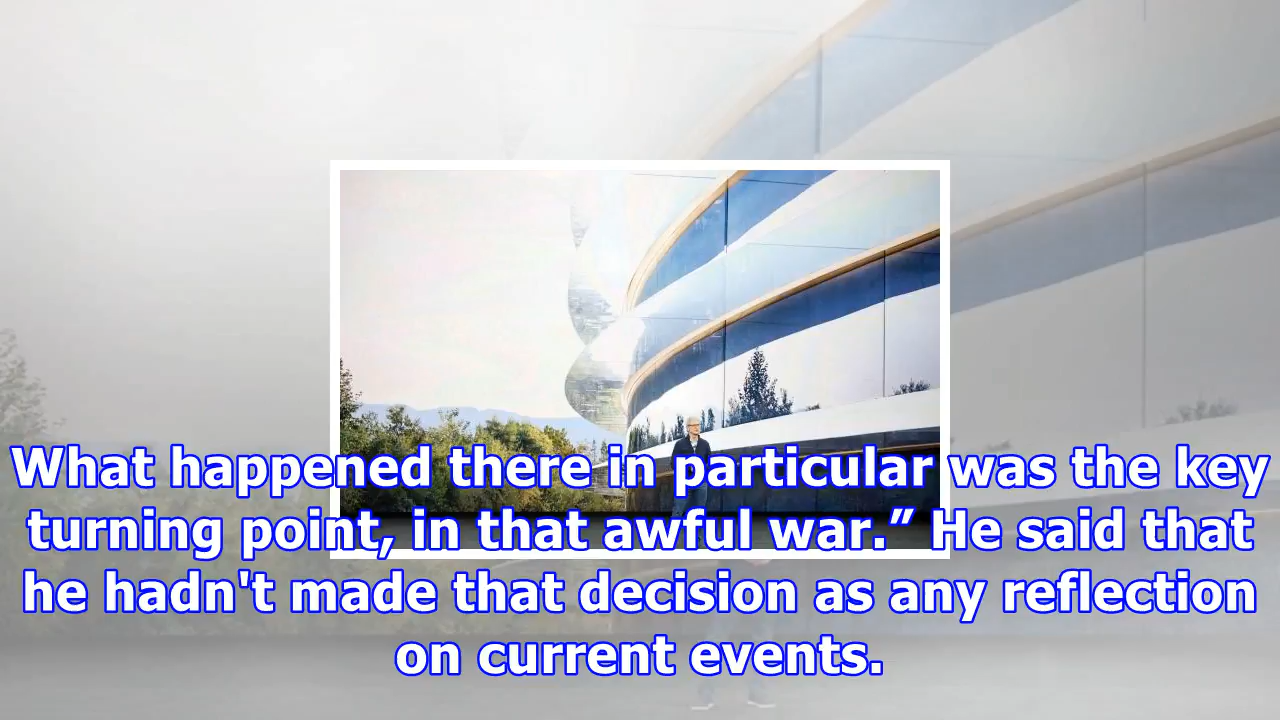 What happened there in particular was the key
turning point, in that awful war.” He said that
he hadn't made that decision as any reflection
on current events.